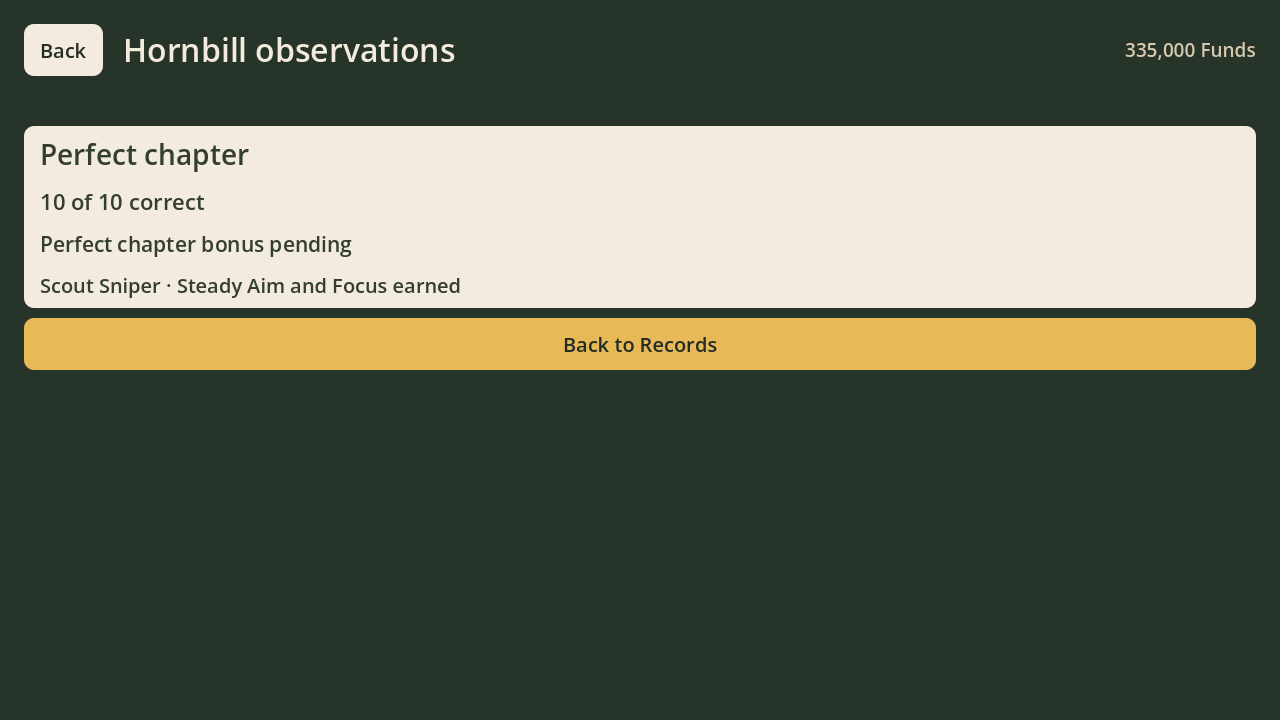 Back
Hornbill observations
335,000 Funds
Perfect chapter
10 of 10 correct
Perfect chapter bonus pending
Scout Sniper · Steady Aim and Focus earned
Back to Records